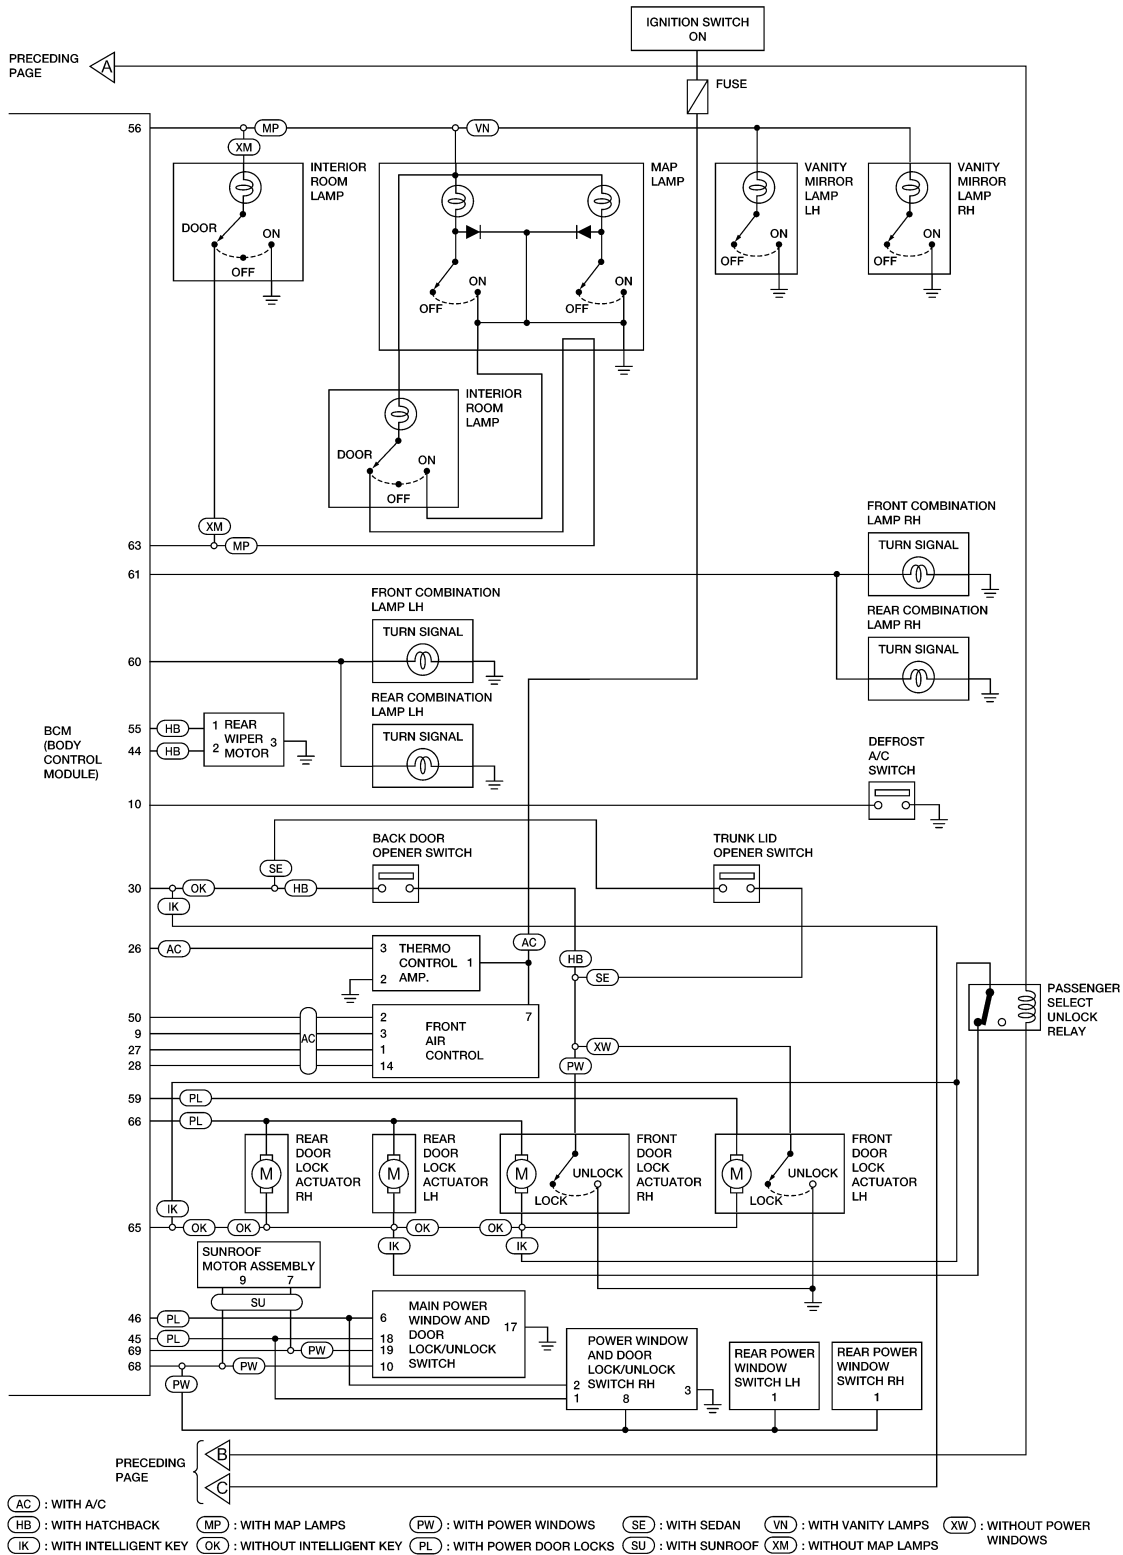 IGNITION SWITCH
ON
PRECEDING
PAGE
A
FUSE
56
MP
VN
XM
INTERIOR
ROOM
LAMP
DOOR
ON
OFF
MAP
LAMP
ON
OFF
ON
OFF
VANITY
MIRROR
LAMP
LH
ON
OFF
VANITY
MIRROR
LAMP
RH
ON
OFF
INTERIOR
ROOM
LAMP
DOOR
ON
OFF
XM
63
MP
61
FRONT COMBINATION
LAMP RH
TURN SIGNAL
REAR COMBINATION
LAMP RH
TURN SIGNAL
FRONT COMBINATION
LAMP LH
TURN SIGNAL
60
REAR COMBINATION
LAMP LH
TURN SIGNAL
BCM
(BODY
CONTROL
MODULE)
55
HB
44
HB
1
2
REAR
WIPER
MOTOR
3
DEFROST
A/C
SWITCH
10
BACK DOOR
OPENER SWITCH
TRUNK LID
OPENER SWITCH
SE
30
OK
HB
IK
26
AC
3
2
THERMO
CONTROL
AMP.
1
AC
HB
SE
50
9
27
28
AC
2
3
1
14
FRONT
AIR
CONTROL
7
XW
PW
PASSENGER
SELECT
UNLOCK
RELAY
59
PL
66
PL
M
REAR
DOOR
LOCK
ACTUATOR
RH
M
REAR
DOOR
LOCK
ACTUATOR
LH
M
UNLOCK
LOCK
FRONT
DOOR
LOCK
ACTUATOR
RH
M
UNLOCK
LOCK
FRONT
DOOR
LOCK
ACTUATOR
LH
IK
65
OK
OK
OK
OK
IK
IK
SUNROOF
MOTOR ASSEMBLY
9
7
SU
46
PL
45
PL
69
PW
68
PW
PW
6
18
19
10
MAIN POWER
WINDOW AND
DOOR
LOCK/UNLOCK
SWITCH
17
POWER WINDOW
AND DOOR
LOCK/UNLOCK
SWITCH RH
2
1
8
3
REAR POWER
WINDOW
SWITCH LH
1
REAR POWER
WINDOW
SWITCH RH
1
PRECEDING
PAGE
B
C
AC : WITH A/C
HB : WITH HATCHBACK
MP : WITH MAP LAMPS
PW : WITH POWER WINDOWS
SE : WITH SEDAN
VN : WITH VANITY LAMPS
XW : WITHOUT POWER
WINDOWS
IK : WITH INTELLIGENT KEY
OK : WITHOUT INTELLIGENT KEY
PL : WITH POWER DOOR LOCKS
SU : WITH SUNROOF
XM : WITHOUT MAP LAMPS